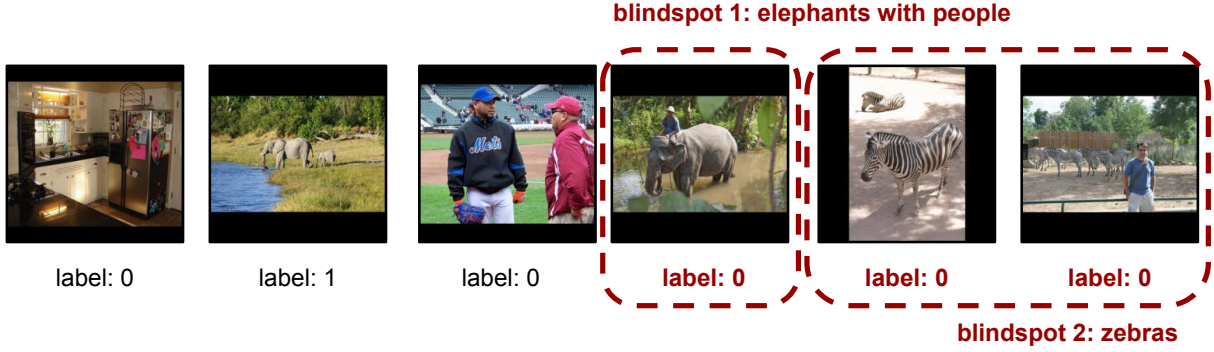 blindspot 1: elephants with people
Mets
label: 0
label: 1
label: 0
label: 0
label: 0
label: 0
blindspot 2: zebras